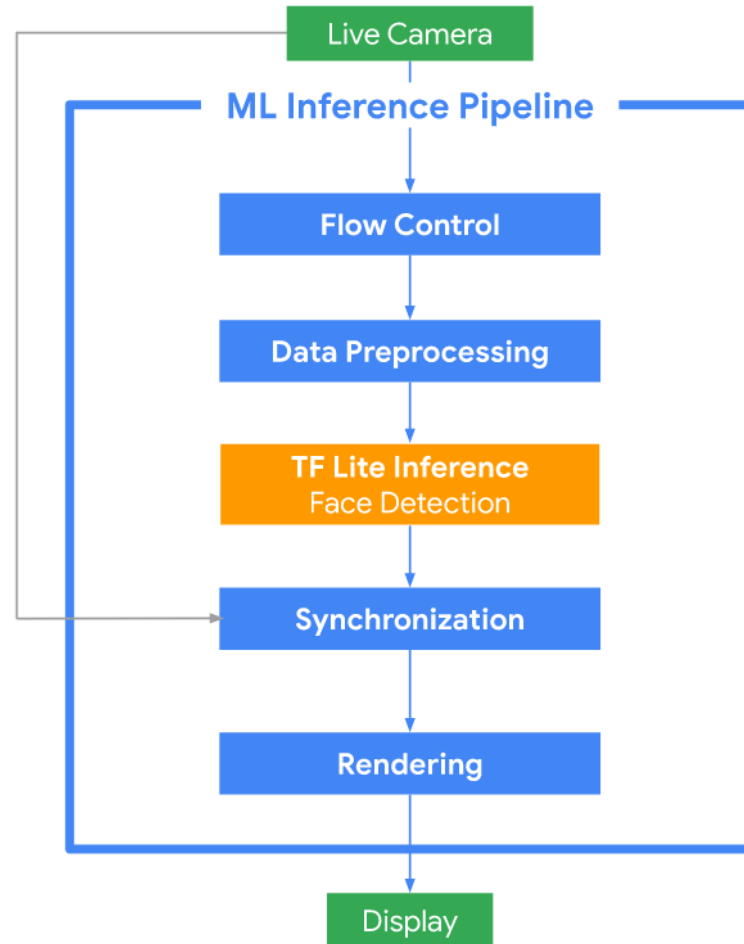 Live Camera
ML Inference Pipeline
Flow Control
Data Preprocessing
TF Lite Inference
Face Detection
Synchronization
Rendering
Display